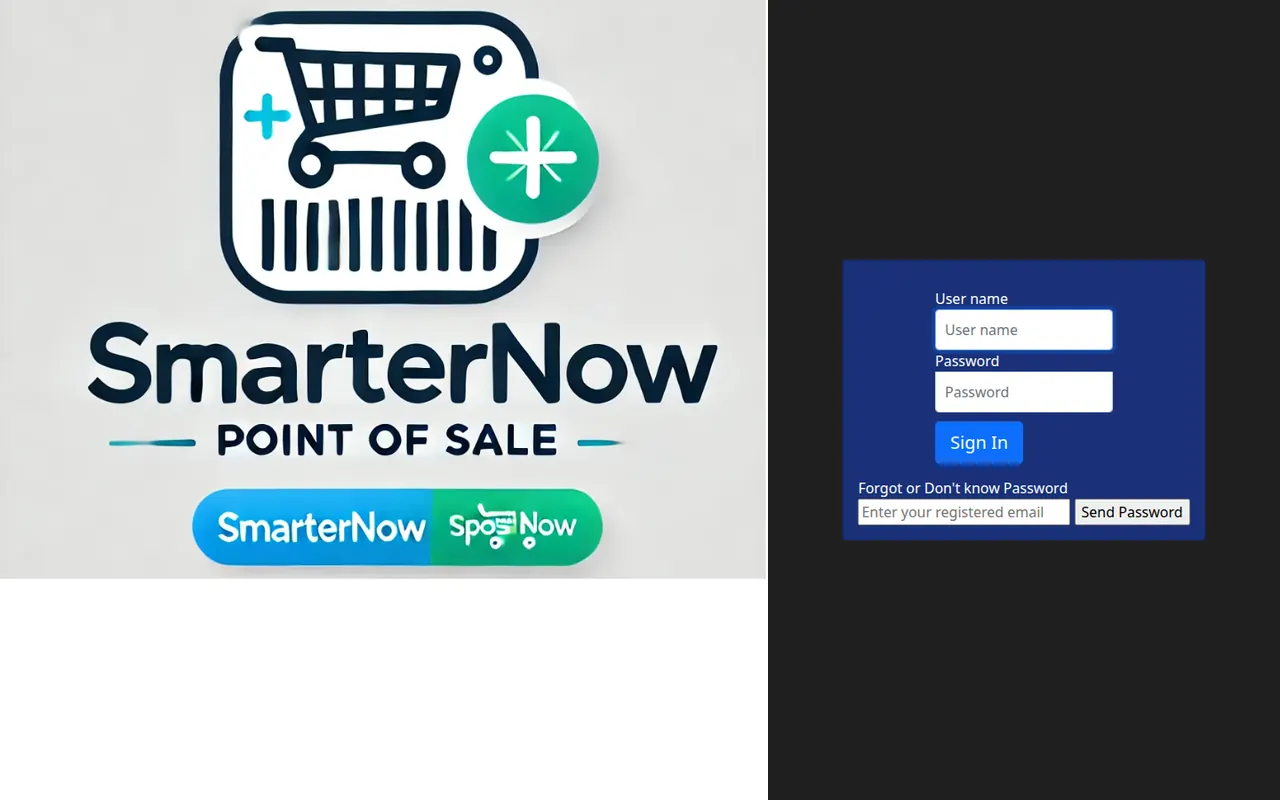 SmarterNow
POINT OF SALE
SmarterNow
Now
User name
User name
Password
Password
Sign In
Forgot or Don't know Password
Enter your registered email
Send Password